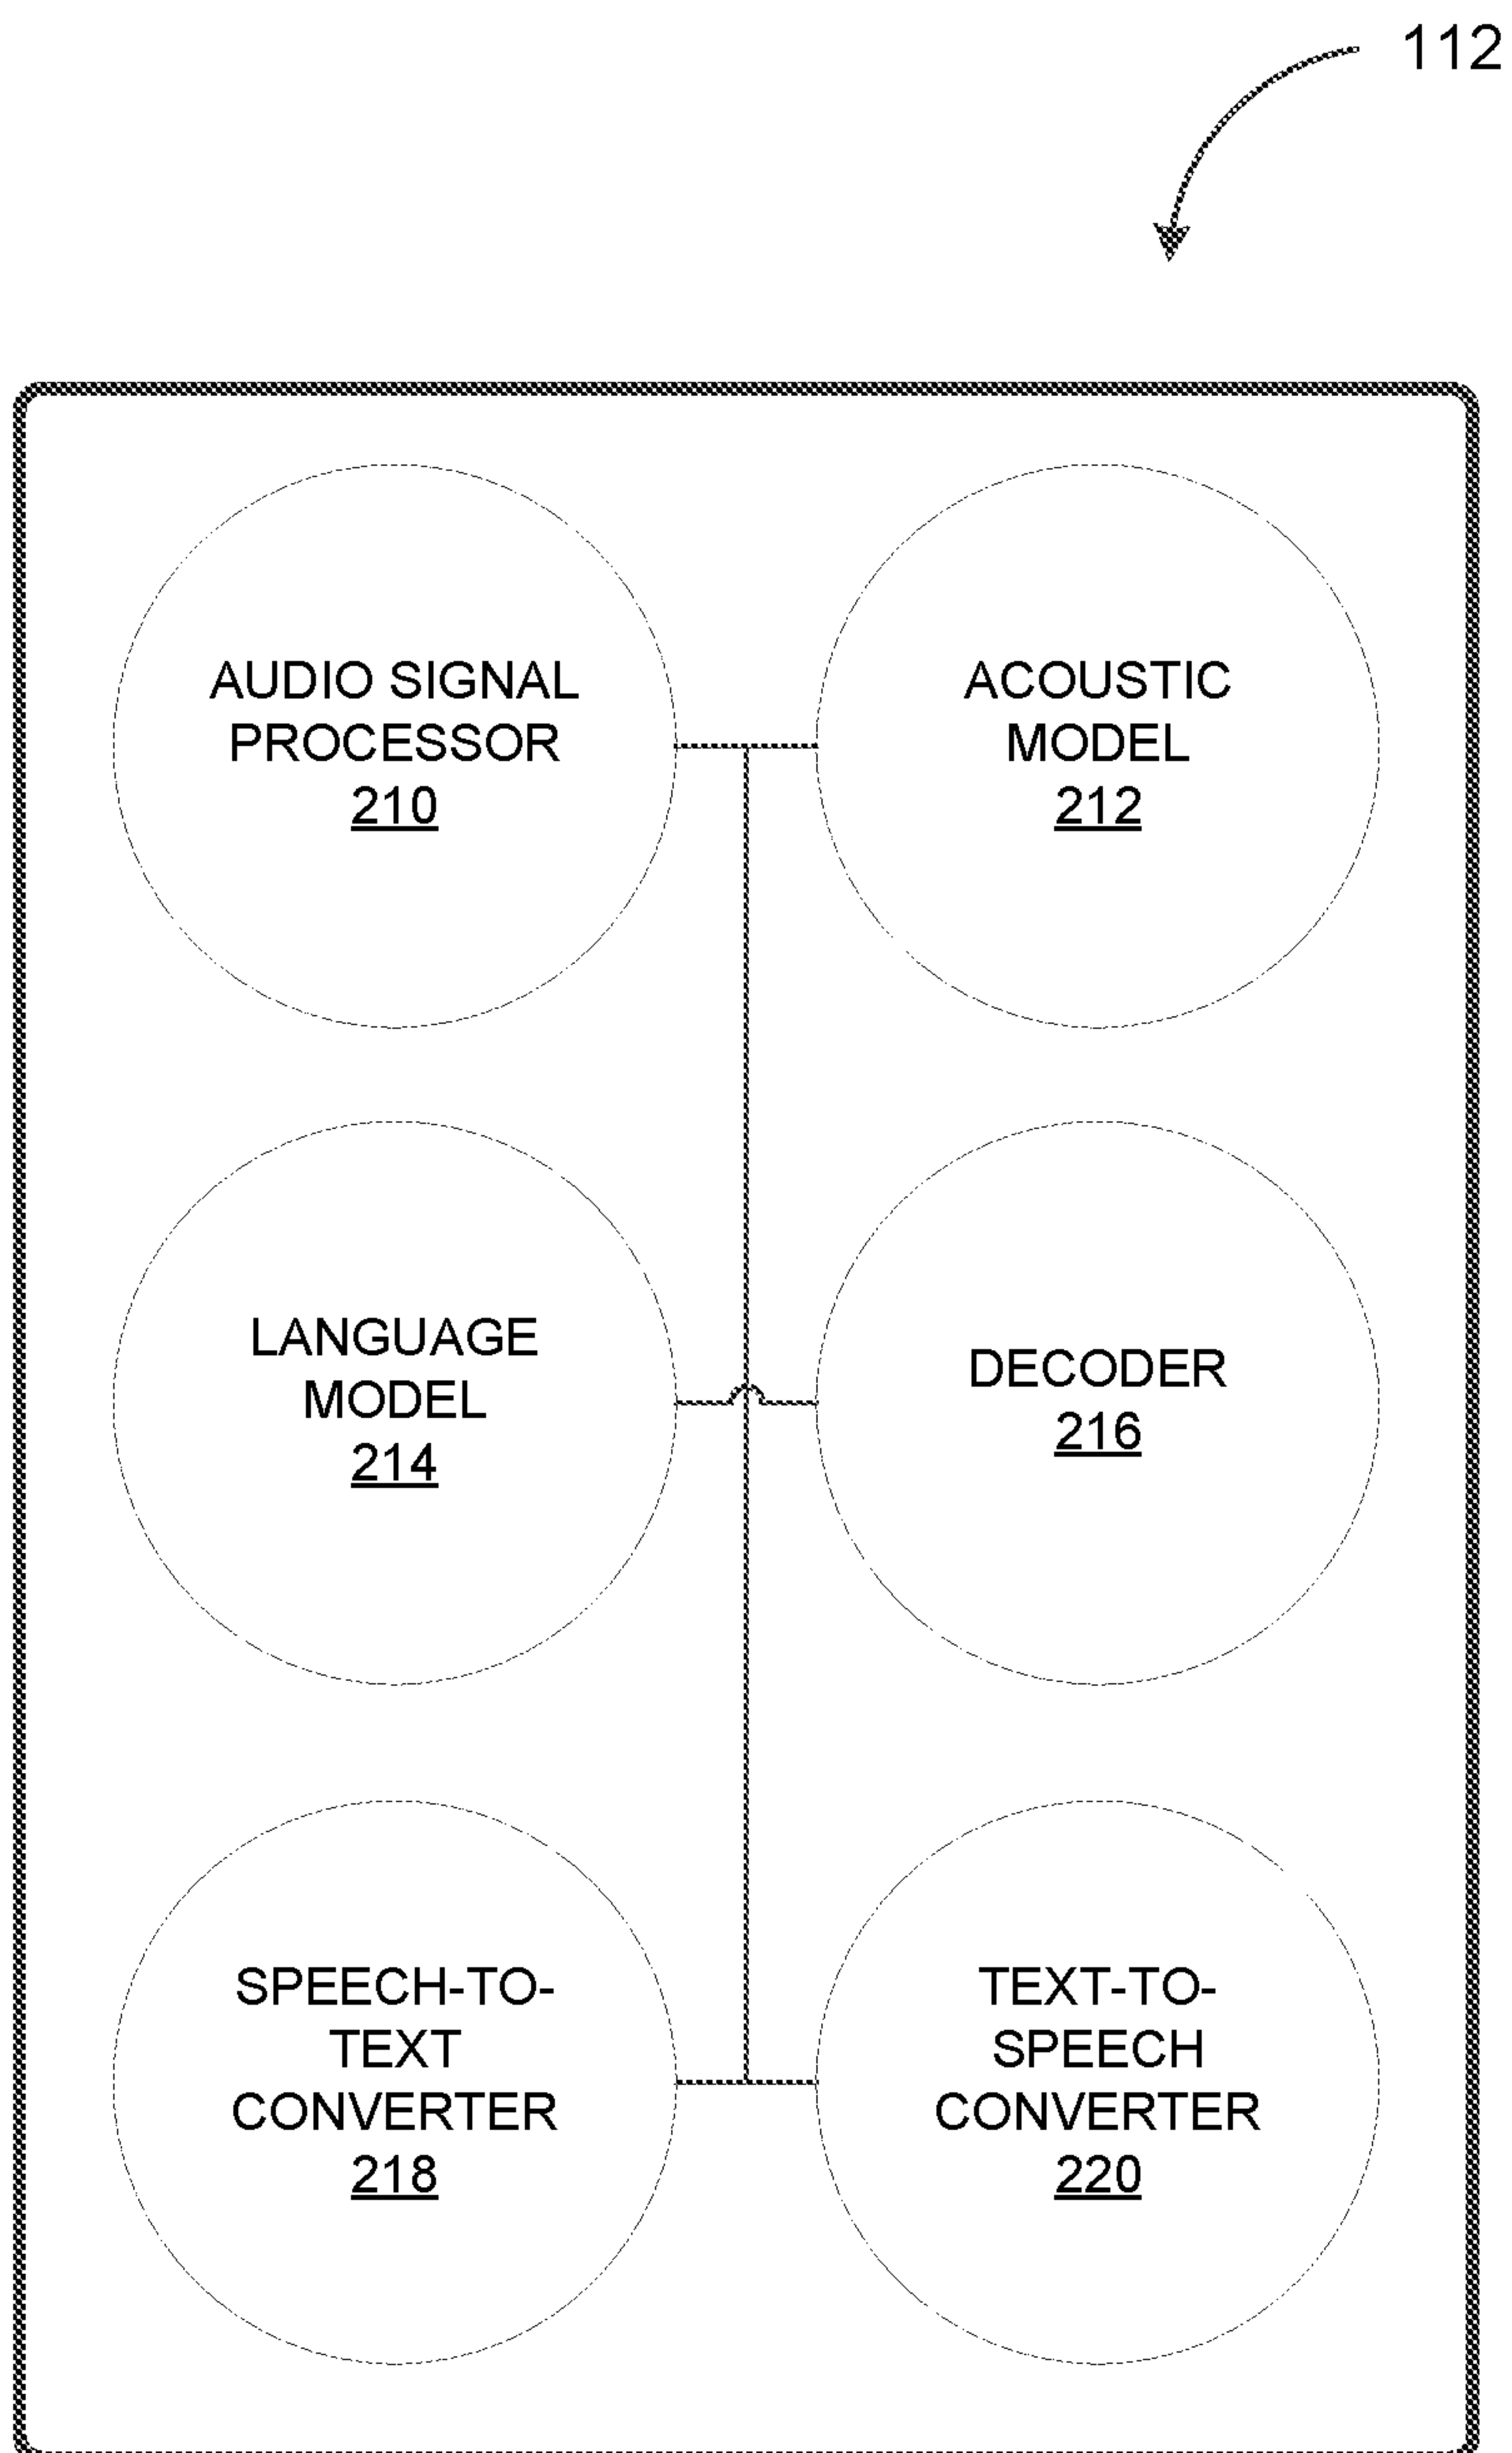 112
AUDIO SIGNAL
PROCESSOR
210
ACOUSTIC
MODEL
212
LANGUAGE
MODEL
214
DECODER
216
SPEECH-TO-
TEXT
CONVERTER
218
TEXT-TO-
SPEECH
CONVERTER
220